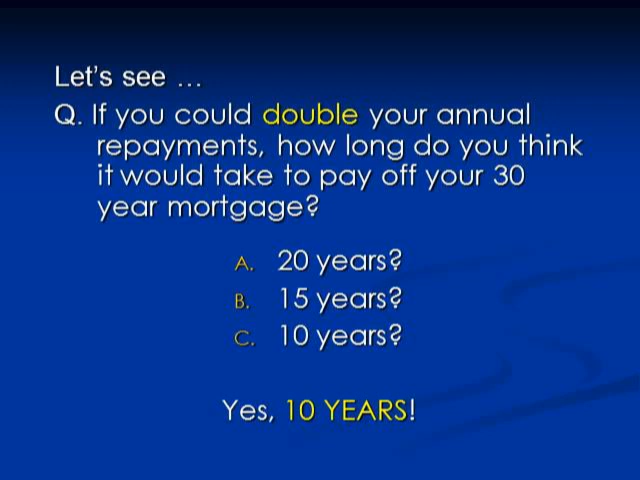 Let's see ...
Q. If you could double your annual
repayments, how long do you think
it would take to pay off your 30
year mortgage?
A. 20 years?
B. 15 years?
C. 10 years?
Yes, 10 YEARS!